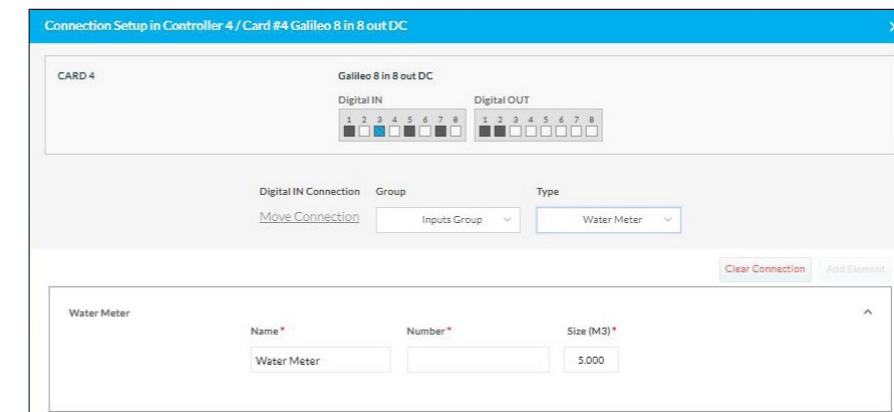 Connection Setup in Controller 4 / Card #4 Galileo 8 in 8 out DC
CARD 4
Galileo 8 in 8 out DC
Digital IN
Digital OUT
1 2 3 4 5 6 7 8
1 2 3 4 5 6 7 8
Digital IN Connection
Group
Type
Move Connection
Inputs Group
Water Meter
Clear Connection
Add Element
Water Meter
Name*
Number*
Size (M3)*
Water Meter
5.000